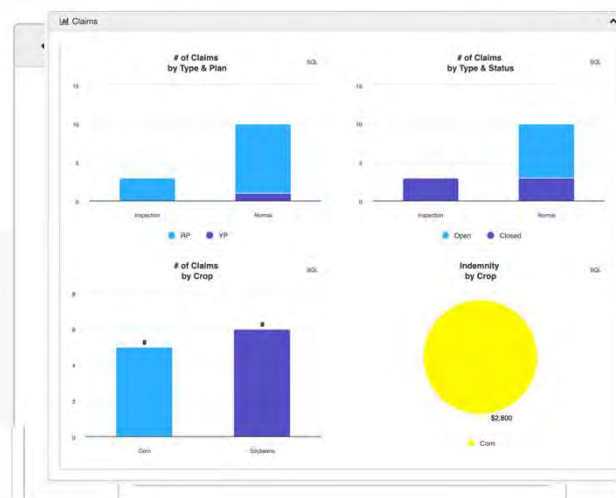 Claims
# of Claims
by Type & Plan
SQL
15
10
5
0
Inspection
Normal
RP
YP
# of Claims
by Type & Status
SQL
15
10
5
0
Inspection
Normal
Open
Closed
# of Claims
by Crop
SQL
8
6
4
2
0
Corn
Soybeans
Indemnity
by Crop
SQL
$2,800
Corn